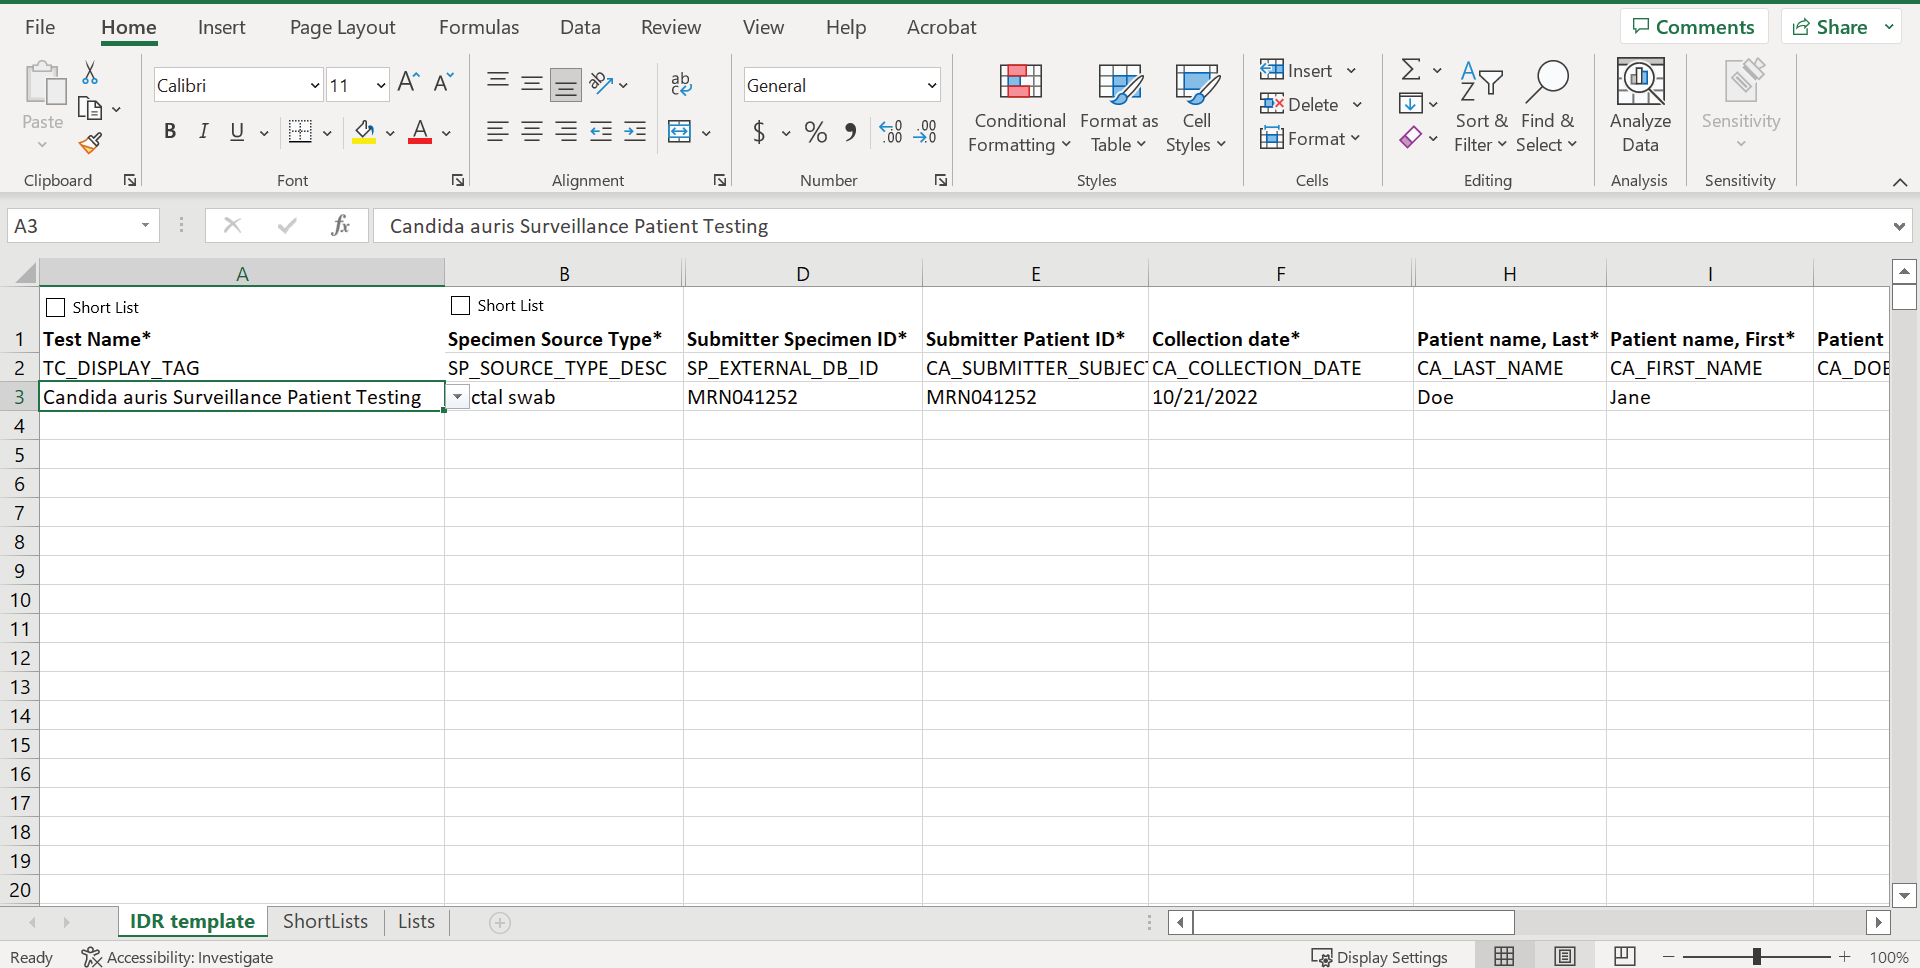 File Home Insert Page Layout Formulas Data Review View Help Acrobat Comments Share
Paste Calibri 11 General Conditional Formatting Format as Table Cell Styles Insert Delete Format Sort & Filter Find & Select Analyze Data Sensitivity
Clipboard Font Alignment Number Styles Cells Editing Analysis Sensitivity
A3 fx Candida auris Surveillance Patient Testing
A B D E F H I
Short List Short List
1 Test Name* Specimen Source Type* Submitter Specimen ID* Submitter Patient ID* Collection date* Patient name, Last* Patient name, First* Patient
2 TC_DISPLAY_TAG SP_SOURCE_TYPE_DESC SP_EXTERNAL_DB_ID CA_SUBMITTER_SUBJEC CA_COLLECTION_DATE CA_LAST_NAME CA_FIRST_NAME CA_DOB
3 Candida auris Surveillance Patient Testing ctal swab MRN041252 MRN041252 10/21/2022 Doe Jane
4
5
6
7
8
9
10
11
12
13
14
15
16
17
18
19
20
IDR template ShortLists Lists
Ready Accessibility: Investigate Display Settings 100%